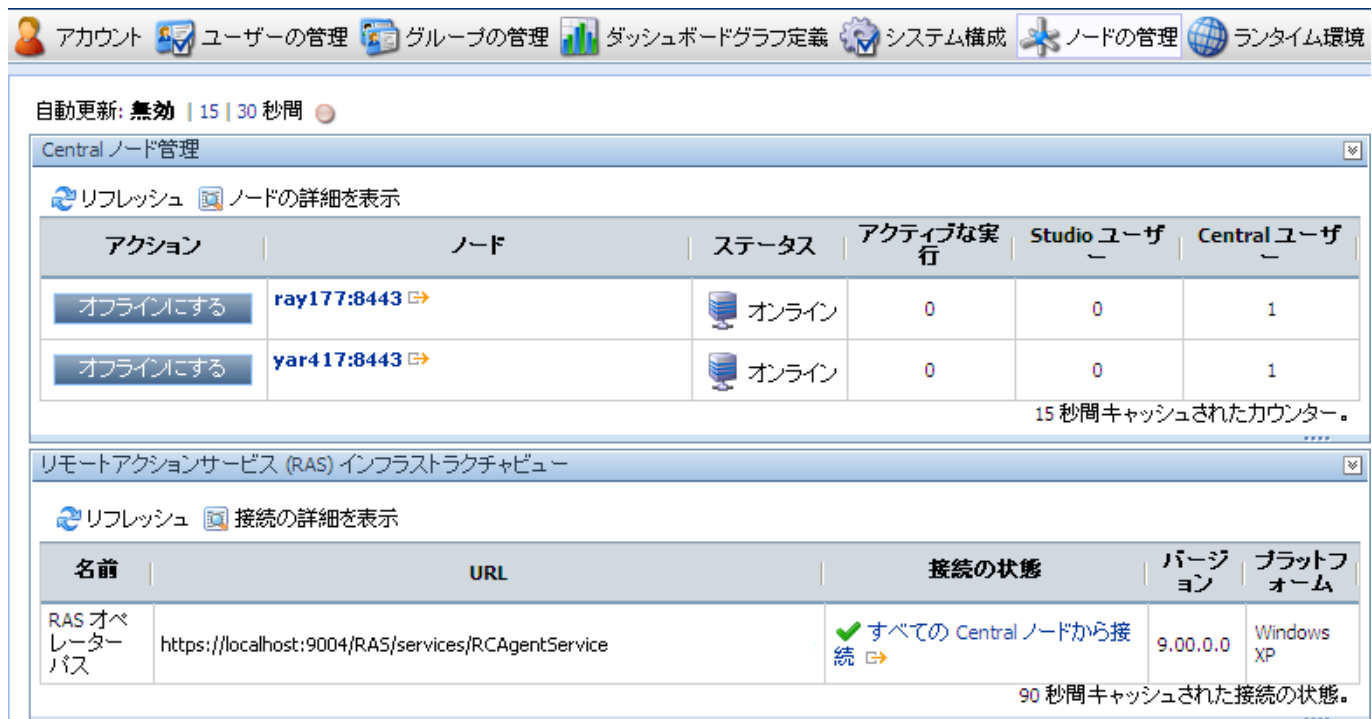 アカウント ユーザーの管理 グループの管理 ダッシュボードグラフ定義 システム構成 ノードの管理 ランタイム環境
自動更新: 無効 | 15 | 30 秒間
Central ノード管理
リフレッシュ ノードの詳細を表示
アクション ノード ステータス アクティブな実行 Studio ユーザー Central ユーザー
オフラインにする ray177:8443 オンライン 0 0 1
オフラインにする yar417:8443 オンライン 0 0 1
15 秒間キャッシュされたカウンター。
リモートアクションサービス (RAS) インフラストラクチャビュー
リフレッシュ 接続の詳細を表示
名前 URL 接続の状態 バージョン プラットフォーム
RAS オペレーターパス https://localhost:9004/RAS/services/RCAgentService すべての Central ノードから接続 9.00.0.0 Windows XP
90 秒間キャッシュされた接続の状態。